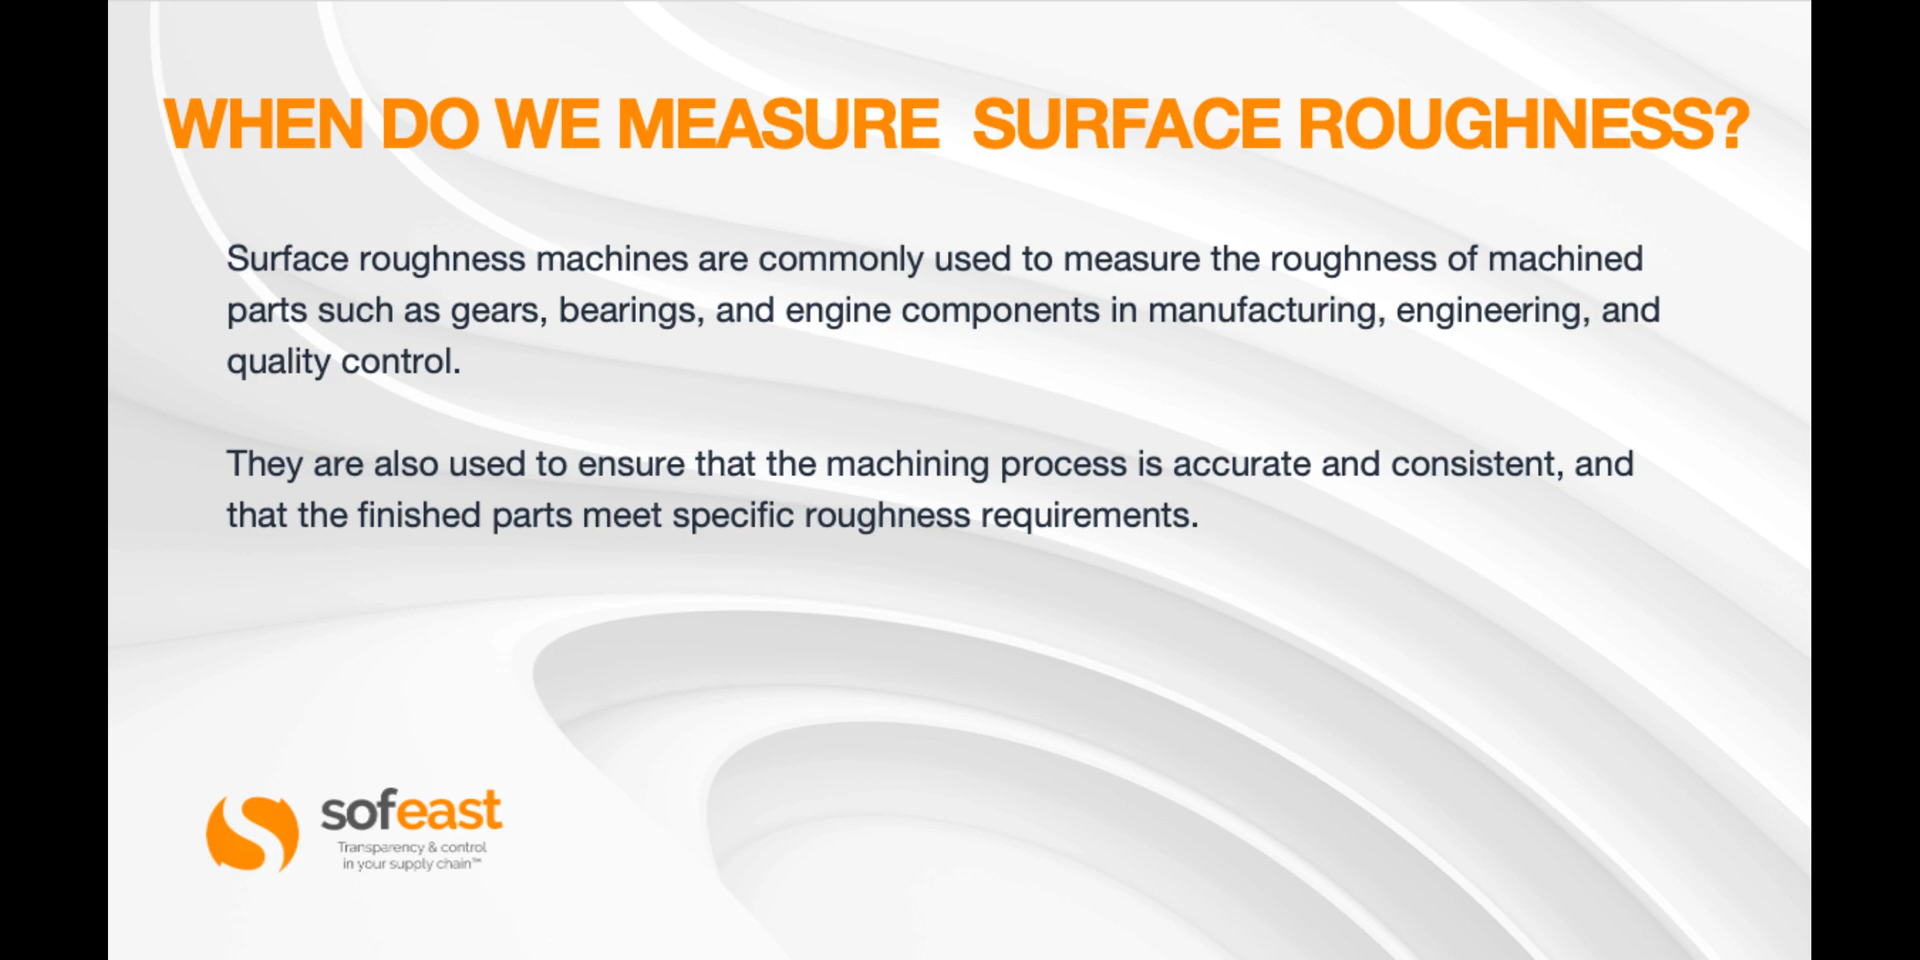 WHEN DO WE MEASURE  SURFACE ROUGHNESS?
Surface roughness machines are commonly used to measure the roughness of machined
parts such as gears, bearings, and engine components in manufacturing, engineering, and
quality control.
They are also used to ensure that the machining process is accurate and consistent, and
that the finished parts meet specific roughness requirements.
sofeast
Transparency & control
in your supply chain™